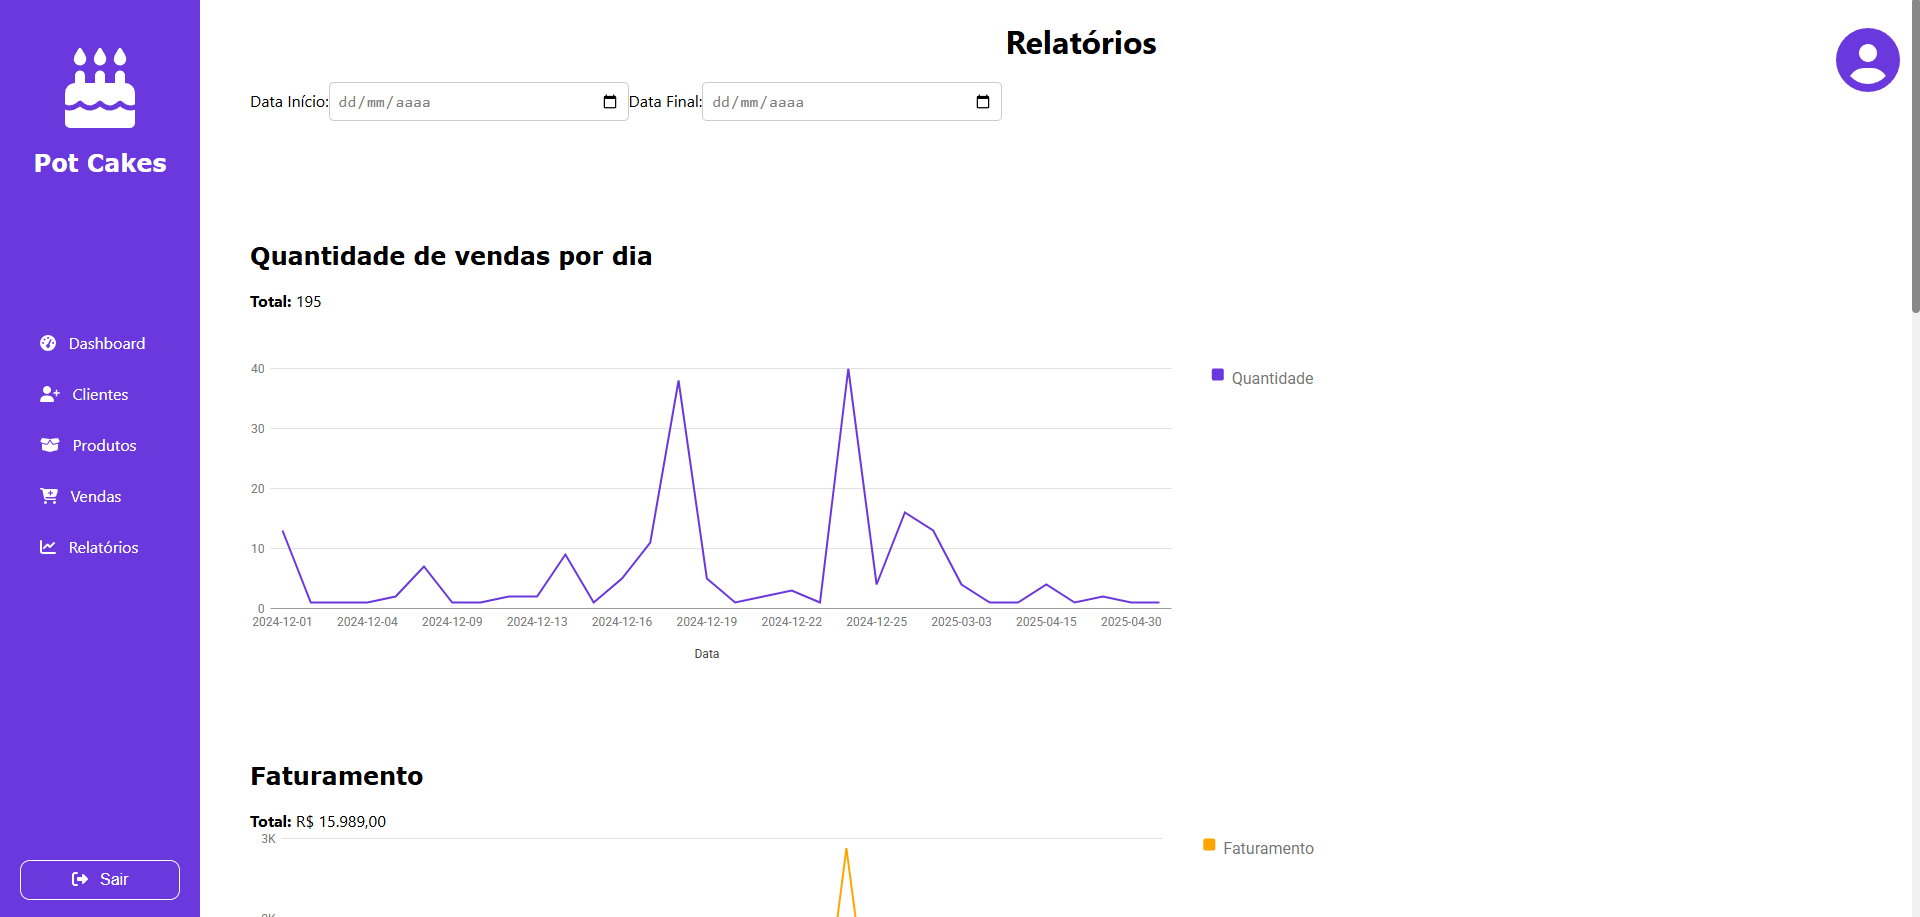 Pot Cakes
Dashboard
Clientes
Produtos
Vendas
Relatórios
Sair
Relatórios
Data Início: dd/mm/aaaa Data Final: dd/mm/aaaa
Quantidade de vendas por dia
Total: 195
40
30
20
10
0
2024-12-01 2024-12-04 2024-12-09 2024-12-13 2024-12-16 2024-12-19 2024-12-22 2024-12-25 2025-03-03 2025-04-15 2025-04-30
Data
Quantidade
Faturamento
Total: R$ 15.989,00
3K
Faturamento